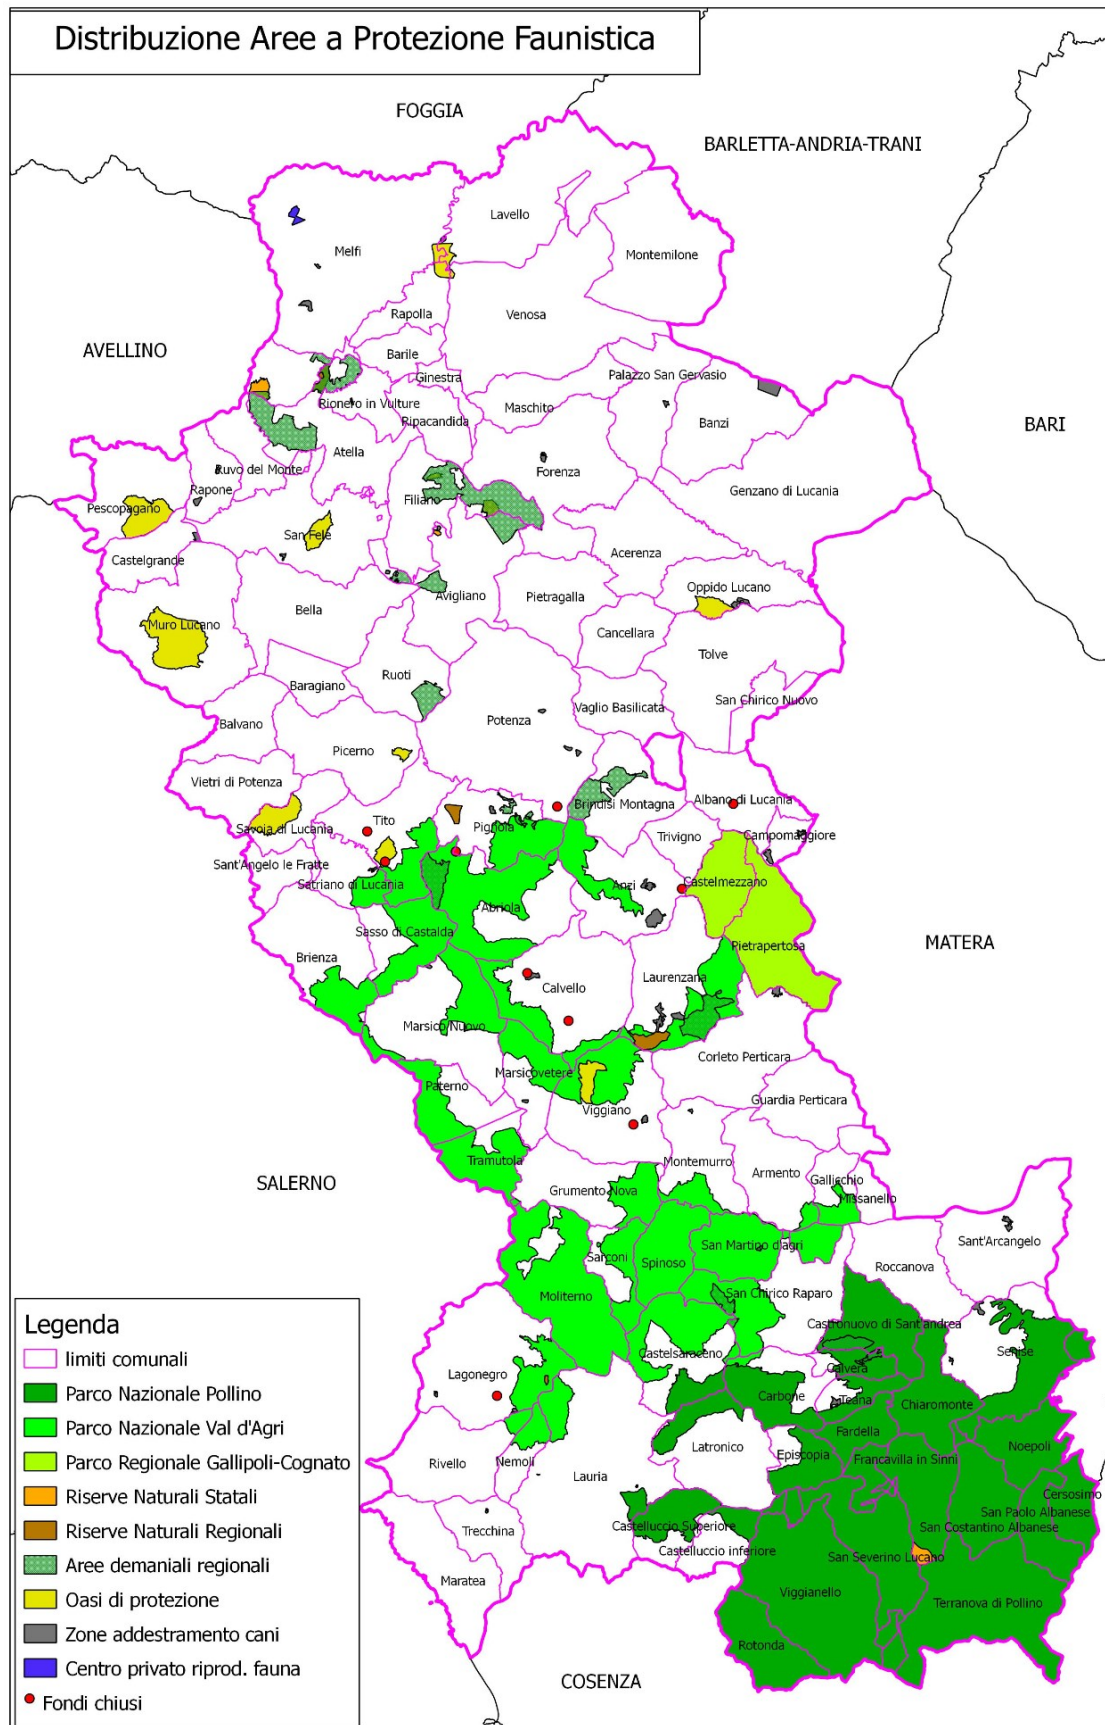 Distribuzione Aree a Protezione Faunistica
FOGGIA
BARLETTA-ANDRIA-TRANI
Lavello
Melfi
Montemilone
Rapolla
Venosa
AVELLINO
Barile
Ginestra
Palazzo San Gervasio
Rionero in Vulture
Maschito
Ripacandida
Banzi
BARI
Atella
Ruvo del Monte
Forenza
Rapone
Genzano di Lucania
Filiano
Pescopagano
San Fele
Castelgrande
Acerenza
Oppido Lucano
Avigliano
Pietragalla
Bella
Muro Lucano
Cancellara
Tolve
Ruoti
Baragiano
San Chirico Nuovo
Vaglio Basilicata
Potenza
Balvano
Picerno
Vietri di Potenza
Albano di Lucania
Brindisi Montagna
Tito
Savoia di Lucania
Pignola
Trivigno
Campomaggiore
Sant'Angelo le Fratte
Satriano di Lucania
Anzi
Castelmezzano
Abriola
Sasso di Castalda
MATERA
Pietrapertosa
Brienza
Laurenzana
Calvello
Marsico Nuovo
Corleto Perticara
Marsicovetere
Paterno
Guardia Perticara
Viggiano
Tramutola
Montemurro
Armento
SALERNO
Gallicchio
Grumento Nova
Missanello
Sant'Arcangelo
San Martino d'agri
Sarconi
Spinoso
Roccanova
San Chirico Raparo
Moliterno
Castronuovo di Sant'andrea
Castelsaraceno
Senise
Calvera
Lagonegro
Carbone
Teana
Chiaromonte
Fardella
Latronico
Episcopia
Noepoli
Francavilla in Sinni
Rivello
Nemoli
Lauria
Cersosimo
San Paolo Albanese
Castelluccio Superiore
San Costantino Albanese
Trecchina
Castelluccio inferiore
San Severino Lucano
Maratea
Viggianello
Terranova di Pollino
Rotonda
COSENZA
Legenda
limiti comunali
Parco Nazionale Pollino
Parco Nazionale Val d'Agri
Parco Regionale Gallipoli-Cognato
Riserve Naturali Statali
Riserve Naturali Regionali
Aree demaniali regionali
Oasi di protezione
Zone addestramento cani
Centro privato riprod. fauna
Fondi chiusi